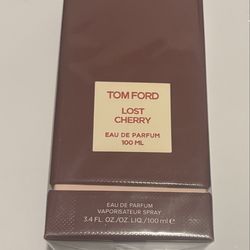 TOM FORD
LOST
CHERRY
EAU DE PARFUM
100 ML
EAU DE PARFUM
VAPORISATEUR SPRAY
3.4 FL. OZ./OZ. LIQ./100 ml ℮